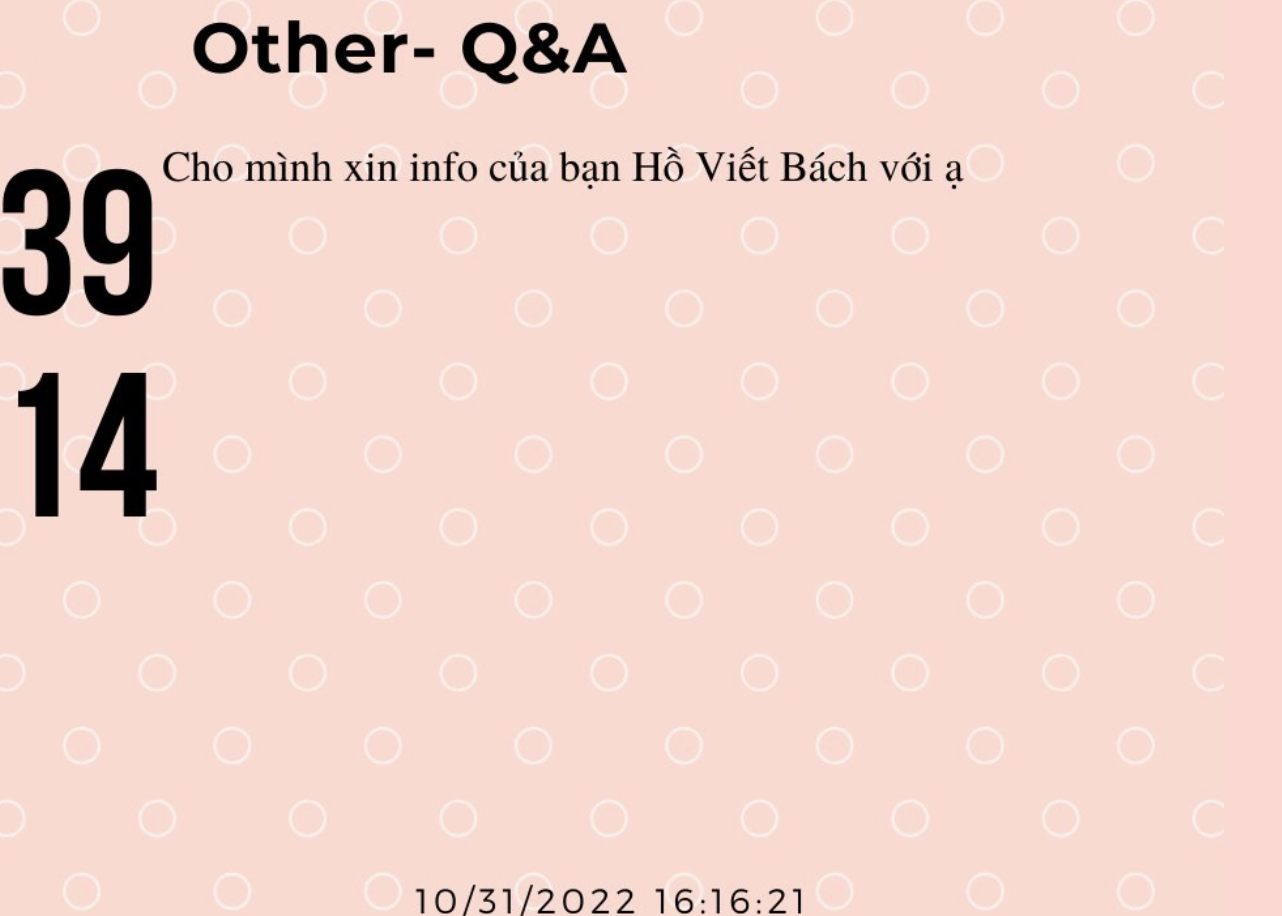 Other- Q&A
Cho mình xin info của bạn Hồ Viết Bách với ạ
39
14
10/31/2022 16:16:21